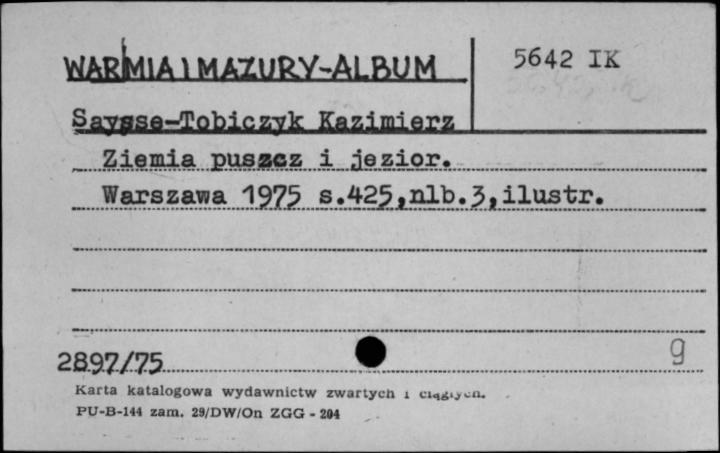 WARMIA I MAZURY-ALBUM
5642 IK
Saysse-Tobiczyk Kazimierz
Ziemia puszcz i jezior.
Warszawa 1975 s.425,nlb.3,ilustr.
2897/75
g
Karta katalogowa wydawnictw zwartych i ciągłych.
PU-B-144 zam. 29/DW/On ZGG - 204